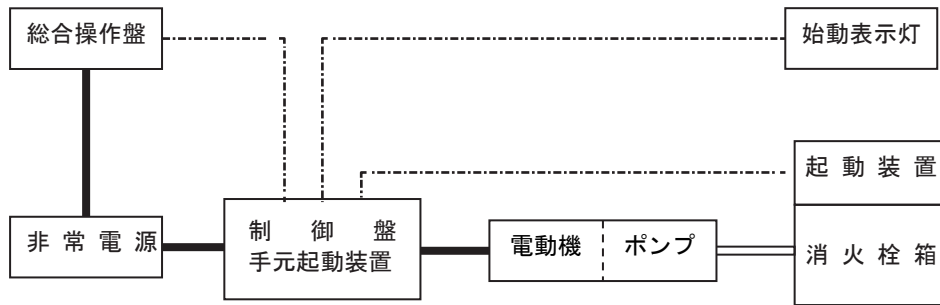 総合操作盤
始動表示灯
起動装置
非常電源
制御盤
手元起動装置
電動機
ポンプ
消火栓箱